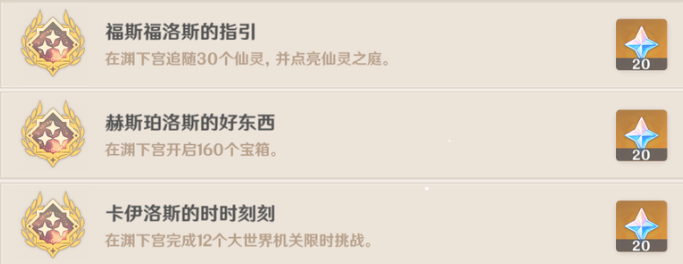 福斯福洛斯的指引
在渊下宫追随30个仙灵，并点亮仙灵之庭。
20
赫斯珀洛斯的好东西
在渊下宫开启160个宝箱。
20
卡伊洛斯的时时刻刻
在渊下宫完成12个大世界机关限时挑战。
20